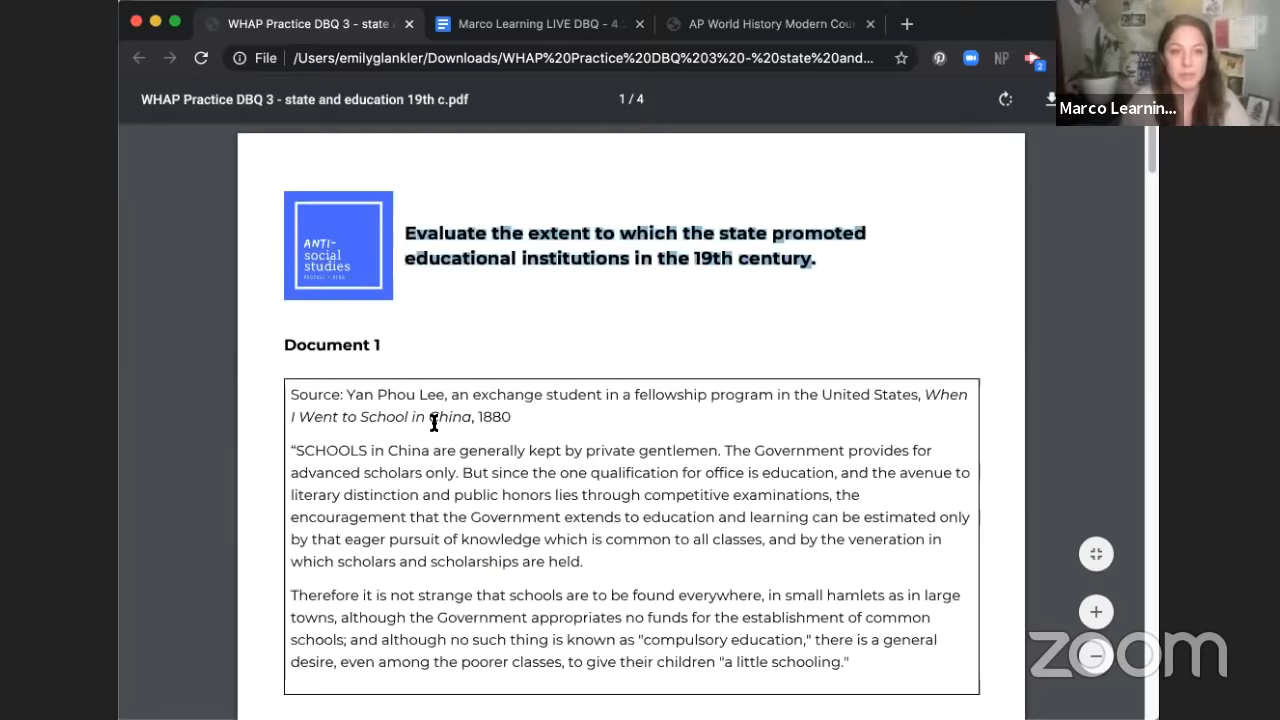 WHAP Practice DBQ 3 - state
Marco Learning LIVE DBQ - 4
AP World History Modern Cou
File
/Users/emilyglankler/Downloads/WHAP%20Practice%20DBQ%203%20-%20state%20and...
NP
2
WHAP Practice DBQ 3 - state and education 19th c.pdf
1 / 4
Marco Learnin...
ANTI-
social
studies
Evaluate the extent to which the state promoted
educational institutions in the 19th century.
Document 1
Source: Yan Phou Lee, an exchange student in a fellowship program in the United States, When
I Went to School in China, 1880
“SCHOOLS in China are generally kept by private gentlemen. The Government provides for
advanced scholars only. But since the one qualification for office is education, and the avenue to
literary distinction and public honors lies through competitive examinations, the
encouragement that the Government extends to education and learning can be estimated only
by that eager pursuit of knowledge which is common to all classes, and by the veneration in
which scholars and scholarships are held.
Therefore it is not strange that schools are to be found everywhere, in small hamlets as in large
towns, although the Government appropriates no funds for the establishment of common
schools; and although no such thing is known as "compulsory education," there is a general
desire, even among the poorer classes, to give their children "a little schooling."
zoom